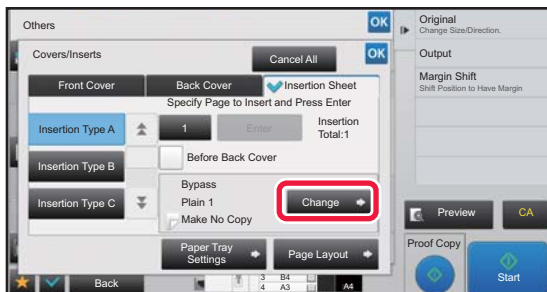 Others
OK
Covers/Inserts
Cancel All
OK
Front Cover
Back Cover
Insertion Sheet
Specify Page to Insert and Press Enter
Insertion Type A
1
Enter
Insertion
Total:1
Before Back Cover
Insertion Type B
Bypass
Plain 1
Make No Copy
Change
Insertion Type C
Paper Tray
Settings
Page Layout
Back
3 B4
4 A3
A4
Original
Change Size/Direction.
Output
Margin Shift
Shift Position to Have Margin
Preview
CA
Proof Copy
Start